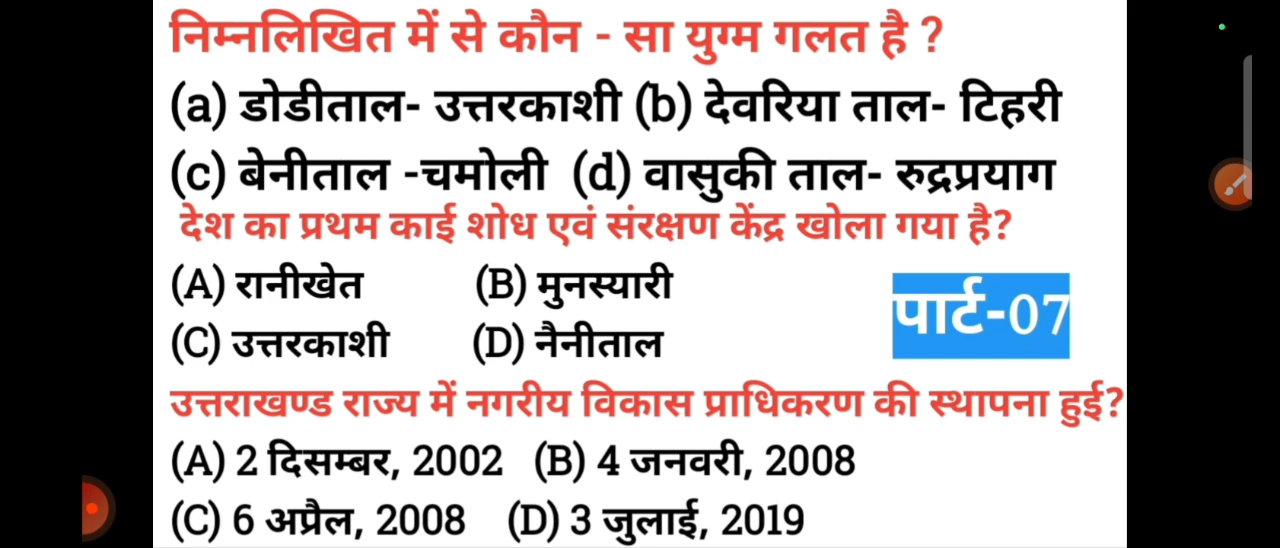 निम्नलिखित में से कौन - सा युग्म गलत है ?
(a) डोडीताल- उत्तरकाशी (b) देवरिया ताल- टिहरी
(c) बेनीताल -चमोली (d) वासुकी ताल- रुद्रप्रयाग
देश का प्रथम काई शोध एवं संरक्षण केंद्र खोला गया है?
(A) रानीखेत (B) मुनस्यारी
(C) उत्तरकाशी (D) नैनीताल
पार्ट-07
उत्तराखण्ड राज्य में नगरीय विकास प्राधिकरण की स्थापना हुई?
(A) 2 दिसम्बर, 2002 (B) 4 जनवरी, 2008
(C) 6 अप्रैल, 2008 (D) 3 जुलाई, 2019